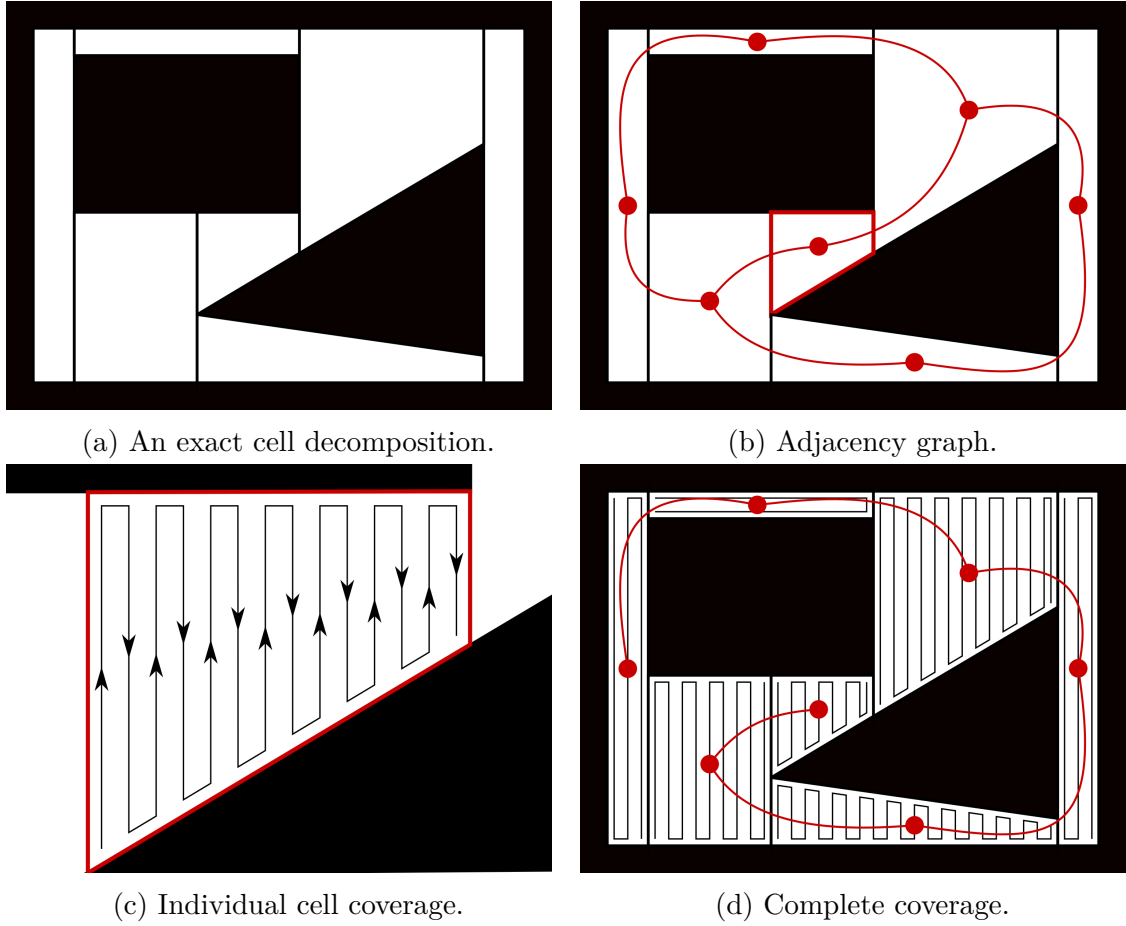 (a) An exact cell decomposition.
(b) Adjacency graph.
(c) Individual cell coverage.
(d) Complete coverage.